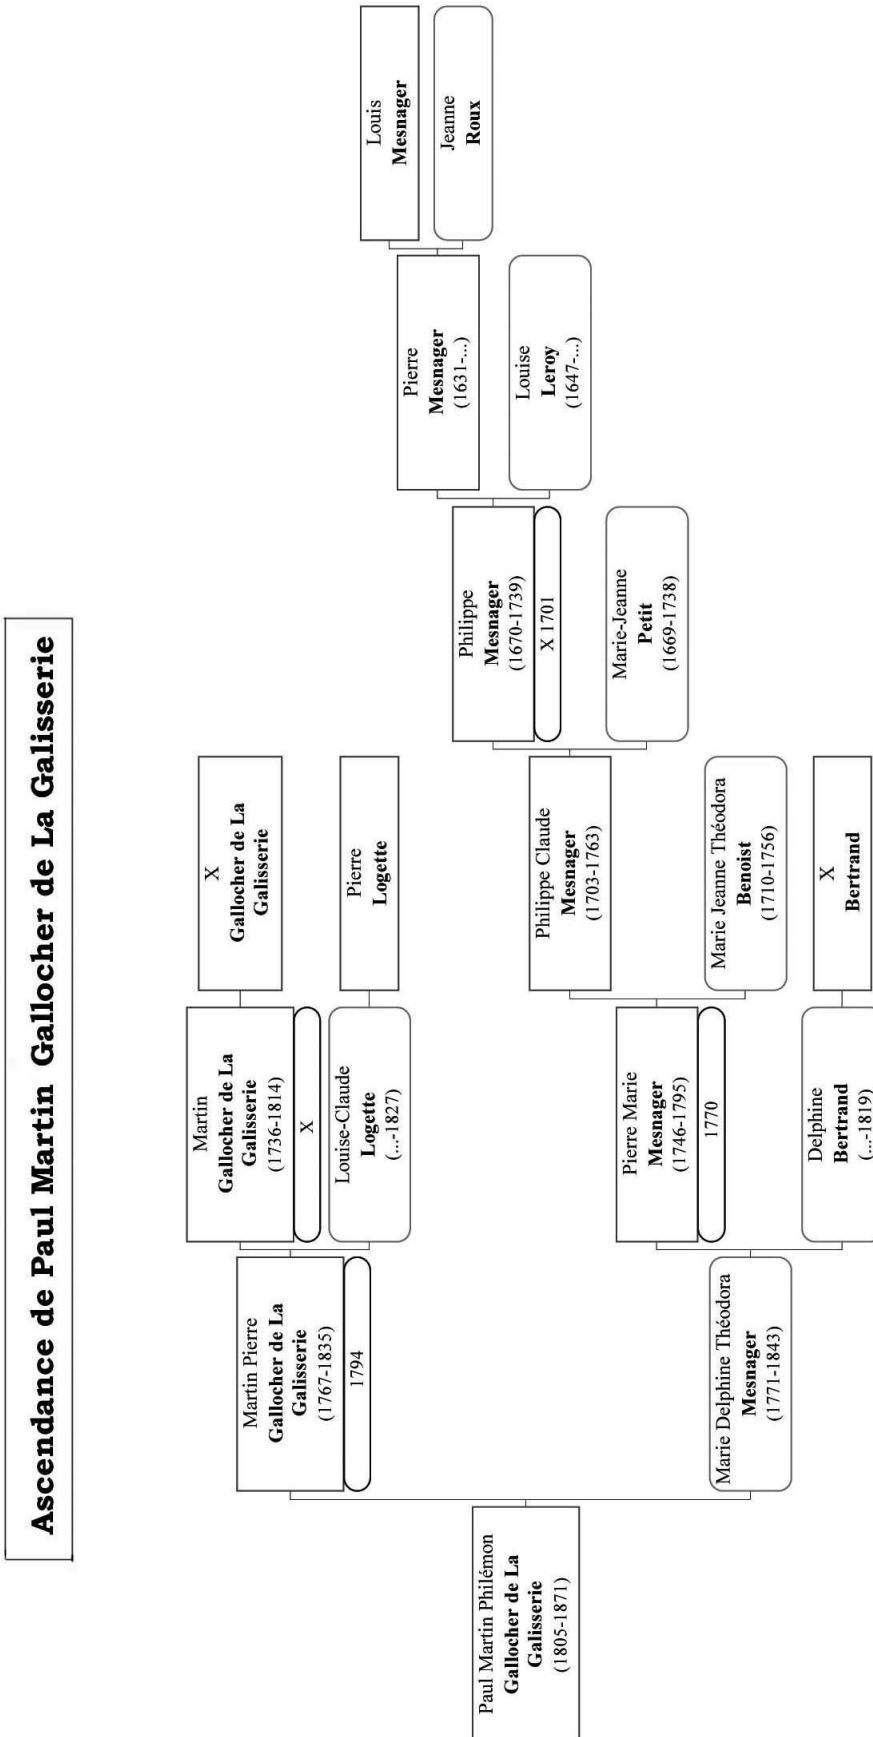 Ascendance de Paul Martin Gallocher de La Galisserie
Paul Martin Philémon
Gallocher de La
Galisserie
(1805-1871)
Martin Pierre
Gallocher de La
Galisserie
(1767-1835)
1794
Marie Delphine Théodora
Mesnager
(1771-1843)
Martin
Gallocher de La
Galisserie
(1736-1814)
X
Louise-Claude
Logette
(...-1827)
Pierre Marie
Mesnager
(1746-1795)
1770
Delphine
Bertrand
(...-1819)
X
Gallocher de La
Galisserie
Pierre
Logette
Philippe Claude
Mesnager
(1703-1763)
Marie Jeanne Théodora
Benoist
(1710-1756)
X
Bertrand
Philippe
Mesnager
(1670-1739)
X 1701
Marie-Jeanne
Petit
(1669-1738)
Pierre
Mesnager
(1631-...)
Louise
Leroy
(1647-...)
Louis
Mesnager
Jeanne
Roux